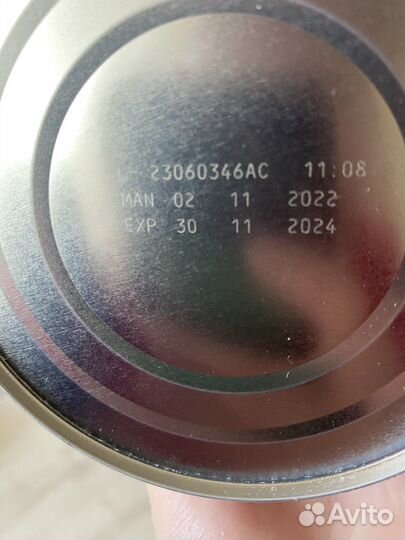 L 23060346AC 11:08
MAN 02 11 2022
EXP 30 11 2024
Avito